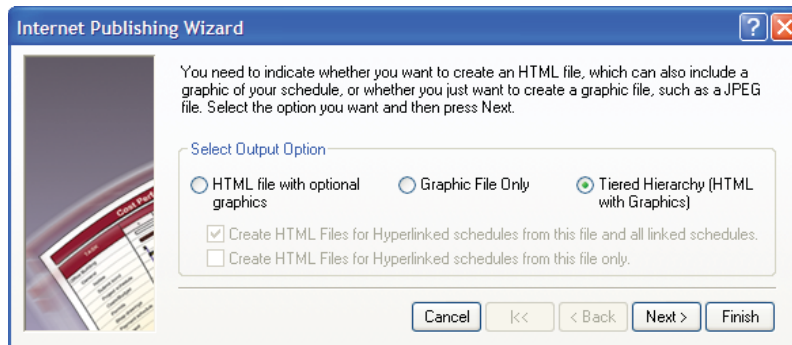 Internet Publishing Wizard
You need to indicate whether you want to create an HTML file, which can also include a
graphic of your schedule, or whether you just want to create a graphic file, such as a JPEG
file. Select the option you want and then press Next.
Select Output Option
HTML file with optional
graphics
Graphic File Only
Tiered Hierarchy (HTML
with Graphics)
Create HTML Files for Hyperlinked schedules from this file and all linked schedules.
Create HTML Files for Hyperlinked schedules from this file only.
Cancel
|<<
< Back
Next >
Finish
Cost Perf